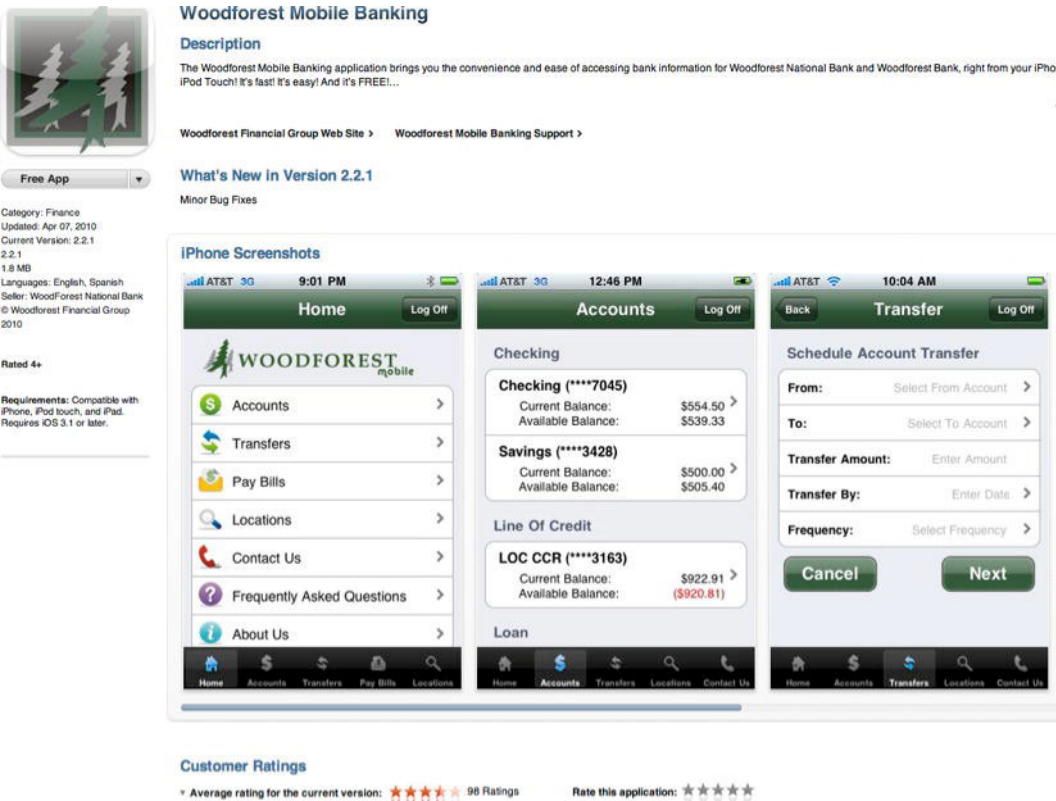 Woodforest Mobile Banking
Description
The Woodforest Mobile Banking application brings you the convenience and ease of accessing bank information for Woodforest National Bank and Woodforest Bank, right from your iPho
iPod Touch! It's fast! It's easy! And it's FREE!...
Woodforest Financial Group Web Site > Woodforest Mobile Banking Support >
Free App
What's New in Version 2.2.1
Minor Bug Fixes
Category: Finance
Updated: Apr 07, 2010
Current Version: 2.2.1
2.2.1
1.8 MB
Languages: English, Spanish
Seller: WoodForest National Bank
© Woodforest Financial Group
2010
Rated 4+
Requirements: Compatible with
iPhone, iPod touch, and iPad.
Requires iOS 3.1 or later.
iPhone Screenshots
AT&T 3G 9:01 PM
Home Log Off
WOODFOREST
mobile
$ Accounts >
Transfers >
Pay Bills >
Locations >
Contact Us >
? Frequently Asked Questions >
i About Us >
Home Accounts Transfers Pay Bills Locations
AT&T 3G 12:46 PM
Accounts Log Off
Checking
Checking (****7045)
Current Balance: $554.50 >
Available Balance: $539.33
Savings (****3428)
Current Balance: $500.00 >
Available Balance: $505.40
Line Of Credit
LOC CCR (****3163)
Current Balance: $922.91 >
Available Balance: ($920.81)
Loan
Home Accounts Transfers Locations Contact Us
AT&T 10:04 AM
Back Transfer Log Off
Schedule Account Transfer
From: Select From Account >
To: Select To Account >
Transfer Amount: Enter Amount
Transfer By: Enter Date >
Frequency: Select Frequency >
Cancel Next
Home Accounts Transfers Locations Contact Us
Customer Ratings
Average rating for the current version: 98 Ratings Rate this application: